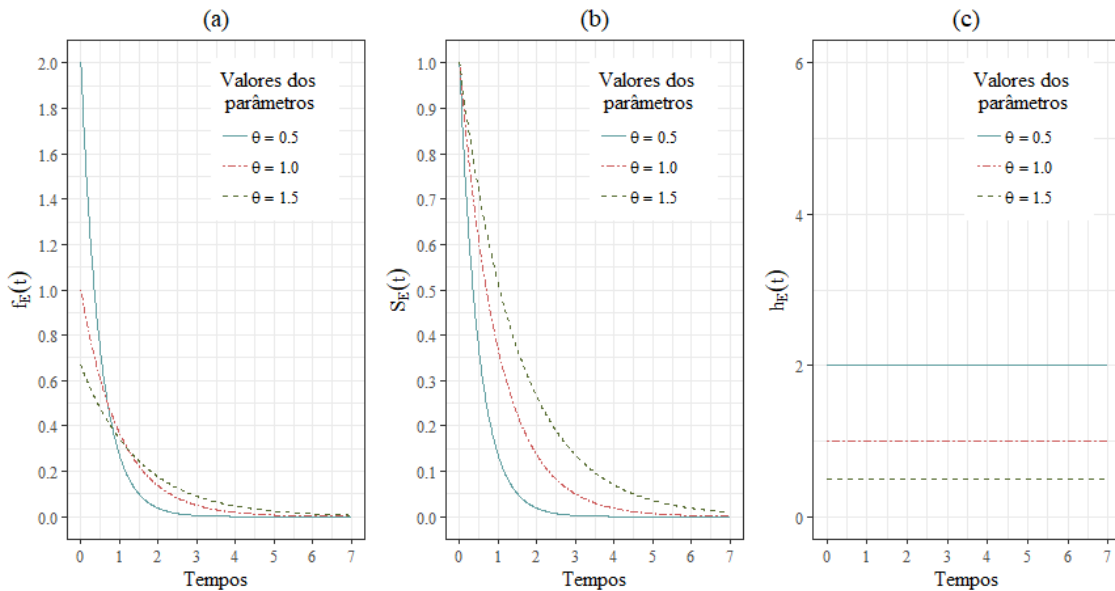 (a)
f_E(t)
2.0
1.8
1.6
1.4
1.2
1.0
0.8
0.6
0.4
0.2
0.0
Valores dos
parâmetros
θ = 0.5
θ = 1.0
θ = 1.5
0 1 2 3 4 5 6 7
Tempos
(b)
S_E(t)
1.0
0.9
0.8
0.7
0.6
0.5
0.4
0.3
0.2
0.1
0.0
Valores dos
parâmetros
θ = 0.5
θ = 1.0
θ = 1.5
0 1 2 3 4 5 6 7
Tempos
(c)
h_E(t)
6
4
2
0
Valores dos
parâmetros
θ = 0.5
θ = 1.0
θ = 1.5
0 1 2 3 4 5 6 7
Tempos